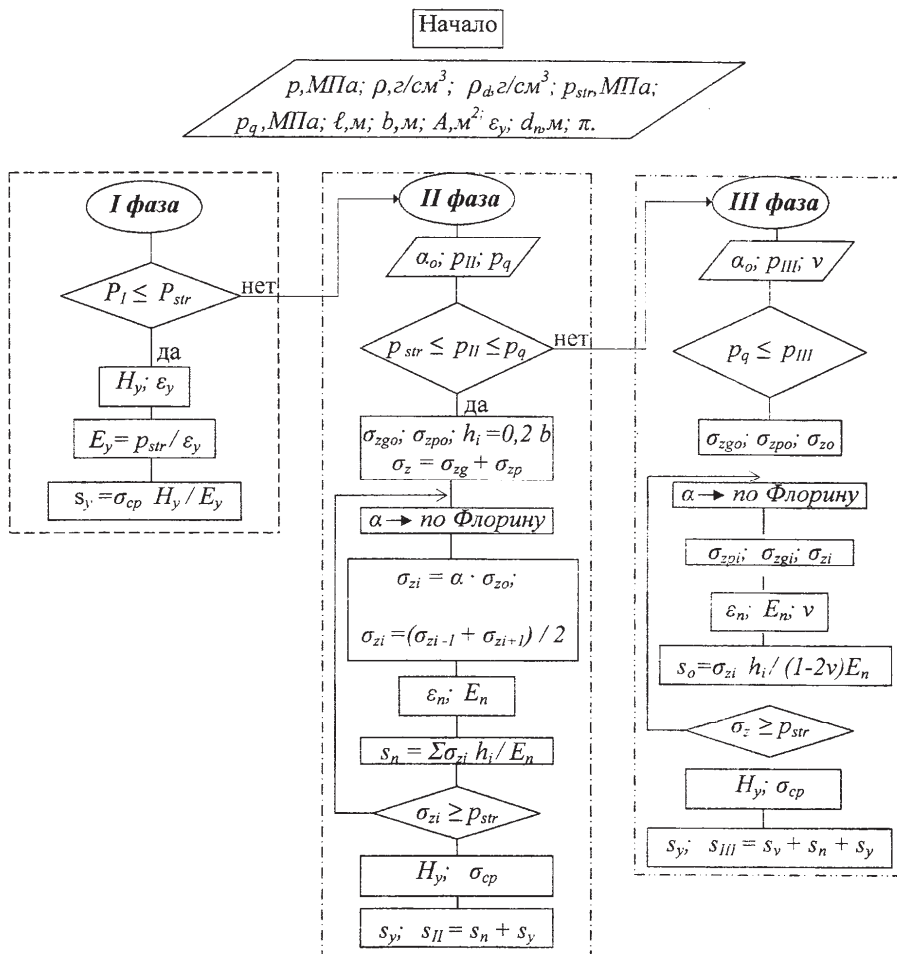 Начало
p,МПа; ρ,г/см³; ρd,г/см³; pstr,МПа;
pq,МПа; ℓ,м; b,м; A,м²; εy; dn,м; π.
I фаза
PI ≤ Pstr
нет
да
Hy; εy
Ey = pstr / εy
sy =σср Hy / Ey
II фаза
αo; pII; pq
pstr ≤ pII ≤ pq
нет
да
σzgo; σzpo; hi =0,2 b
σz = σzg + σzp
α → по Флорину
σzi = α · σzo;
σzi =(σzi -1 + σzi+1) / 2
εn; En
sn = Σσzi hi / En
σzi ≥ pstr
Hy; σср
sy; sII = sn + sy
III фаза
αo; pIII; ν
pq ≤ pIII
σzgo; σzpo; σzo
α → по Флорину
σzpi; σzgi; σzi
εn; En; ν
so=σzi hi / (1-2ν)En
σz ≥ pstr
Hy; σср
sy; sIII = sν + sn + sy